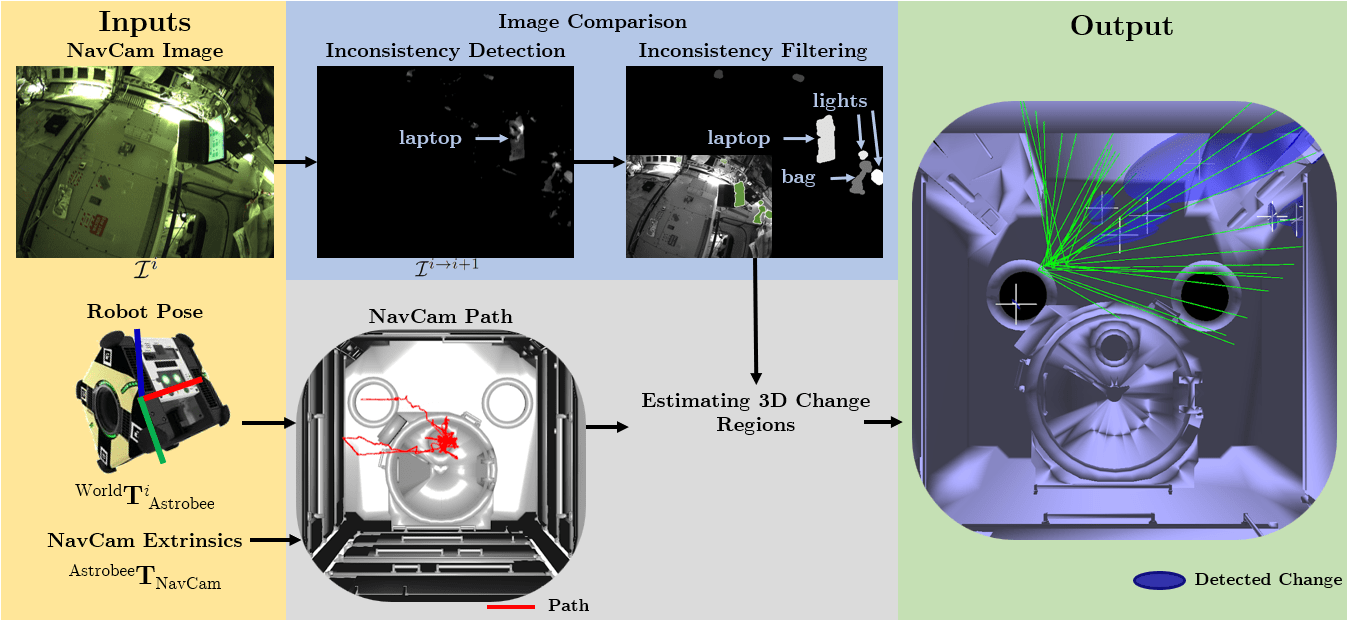 Inputs
NavCam Image
$\mathcal{I}^{i}$
Robot Pose
$^{\text{World}}\mathbf{T}^{i}{}_{\text{Astrobee}}$
NavCam Extrinsics
$^{\text{Astrobee}}\mathbf{T}_{\text{NavCam}}$
Image Comparison
Inconsistency Detection
laptop
$\mathcal{I}^{i \rightarrow i+1}$
Inconsistency Filtering
lights
laptop
bag
NavCam Path
Path
Estimating 3D Change
Regions
Output
Detected Change